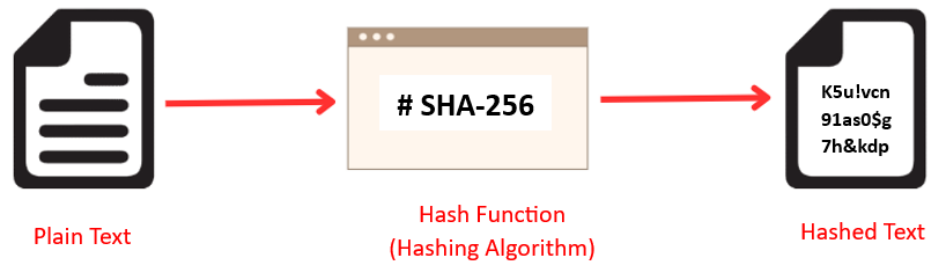 # SHA-256
K5u!vcn
91as0$g
7h&kdp
Plain Text
Hash Function
(Hashing Algorithm)
Hashed Text